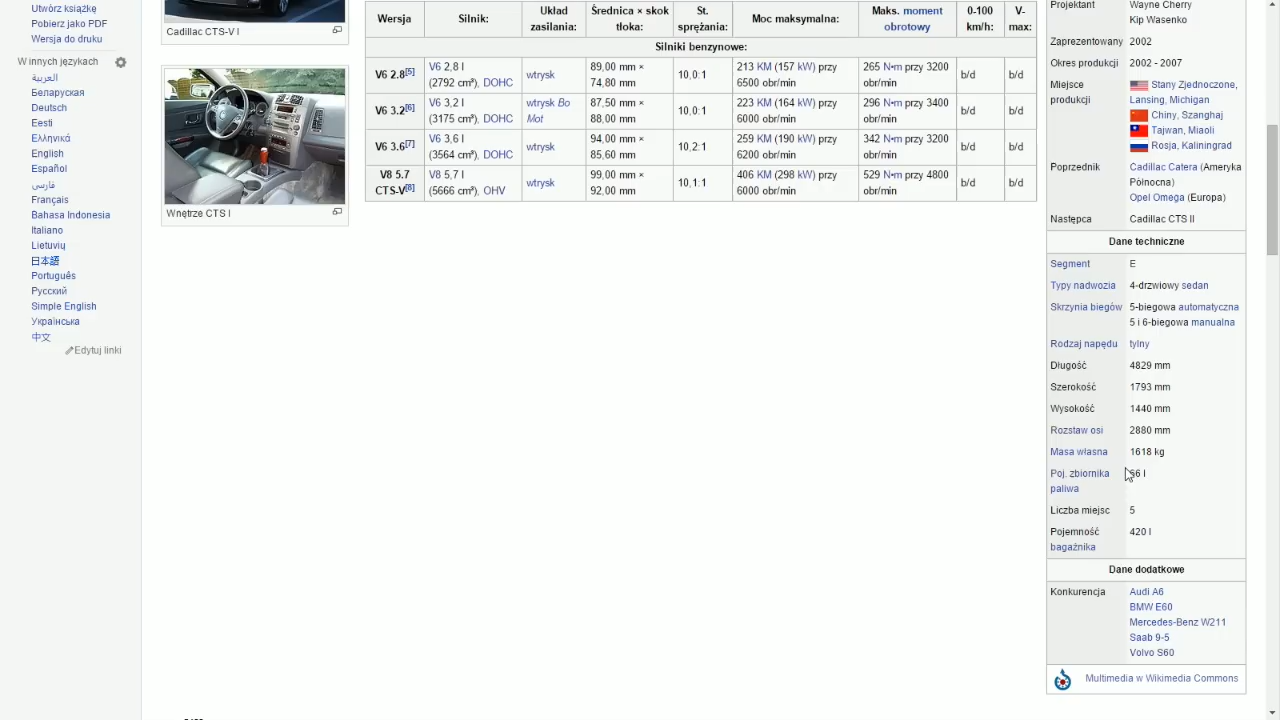 Utwórz książkę
Pobierz jako PDF
Wersja do druku
W innych językach
العربية
Беларуская
Deutsch
Eesti
Ελληνικά
English
Español
فارسی
Français
Bahasa Indonesia
Italiano
Lietuvių
日本語
Português
Русский
Simple English
Українська
中文
Edytuj linki
Cadillac CTS-V I
Wnętrze CTS I
Wersja Silnik: Układ zasilania: Średnica × skok tłoka: St. sprężania: Moc maksymalna: Maks. moment obrotowy 0-100 km/h: V-max:
Silniki benzynowe:
V6 2.8[5] V6 2,8 l (2792 cm³), DOHC wtrysk 89,00 mm × 74,80 mm 10,0:1 213 KM (157 kW) przy 6500 obr/min 265 N•m przy 3200 obr/min b/d b/d
V6 3.2[6] V6 3,2 l (3175 cm³), DOHC wtrysk Bo Mot 87,50 mm × 88,00 mm 10,0:1 223 KM (164 kW) przy 6000 obr/min 296 N•m przy 3400 obr/min b/d b/d
V6 3.6[7] V6 3,6 l (3564 cm³), DOHC wtrysk 94,00 mm × 85,60 mm 10,2:1 259 KM (190 kW) przy 6200 obr/min 342 N•m przy 3200 obr/min b/d b/d
V8 5.7 CTS-V[8] V8 5,7 l (5666 cm³), OHV wtrysk 99,00 mm × 92,00 mm 10,1:1 406 KM (298 kW) przy 6000 obr/min 529 N•m przy 4800 obr/min b/d b/d
Projektant Wayne Cherry
Kip Wasenko
Zaprezentowany 2002
Okres produkcji 2002 - 2007
Miejsce produkcji Stany Zjednoczone,
Lansing, Michigan
Chiny, Szanghaj
Tajwan, Miaoli
Rosja, Kaliningrad
Poprzednik Cadillac Catera (Ameryka
Północna)
Opel Omega (Europa)
Następca Cadillac CTS II
Dane techniczne
Segment E
Typy nadwozia 4-drzwiowy sedan
Skrzynia biegów 5-biegowa automatyczna
5 i 6-biegowa manualna
Rodzaj napędu tylny
Długość 4829 mm
Szerokość 1793 mm
Wysokość 1440 mm
Rozstaw osi 2880 mm
Masa własna 1618 kg
Poj. zbiornika paliwa 66 l
Liczba miejsc 5
Pojemność bagażnika 420 l
Dane dodatkowe
Konkurencja Audi A6
BMW E60
Mercedes-Benz W211
Saab 9-5
Volvo S60
Multimedia w Wikimedia Commons